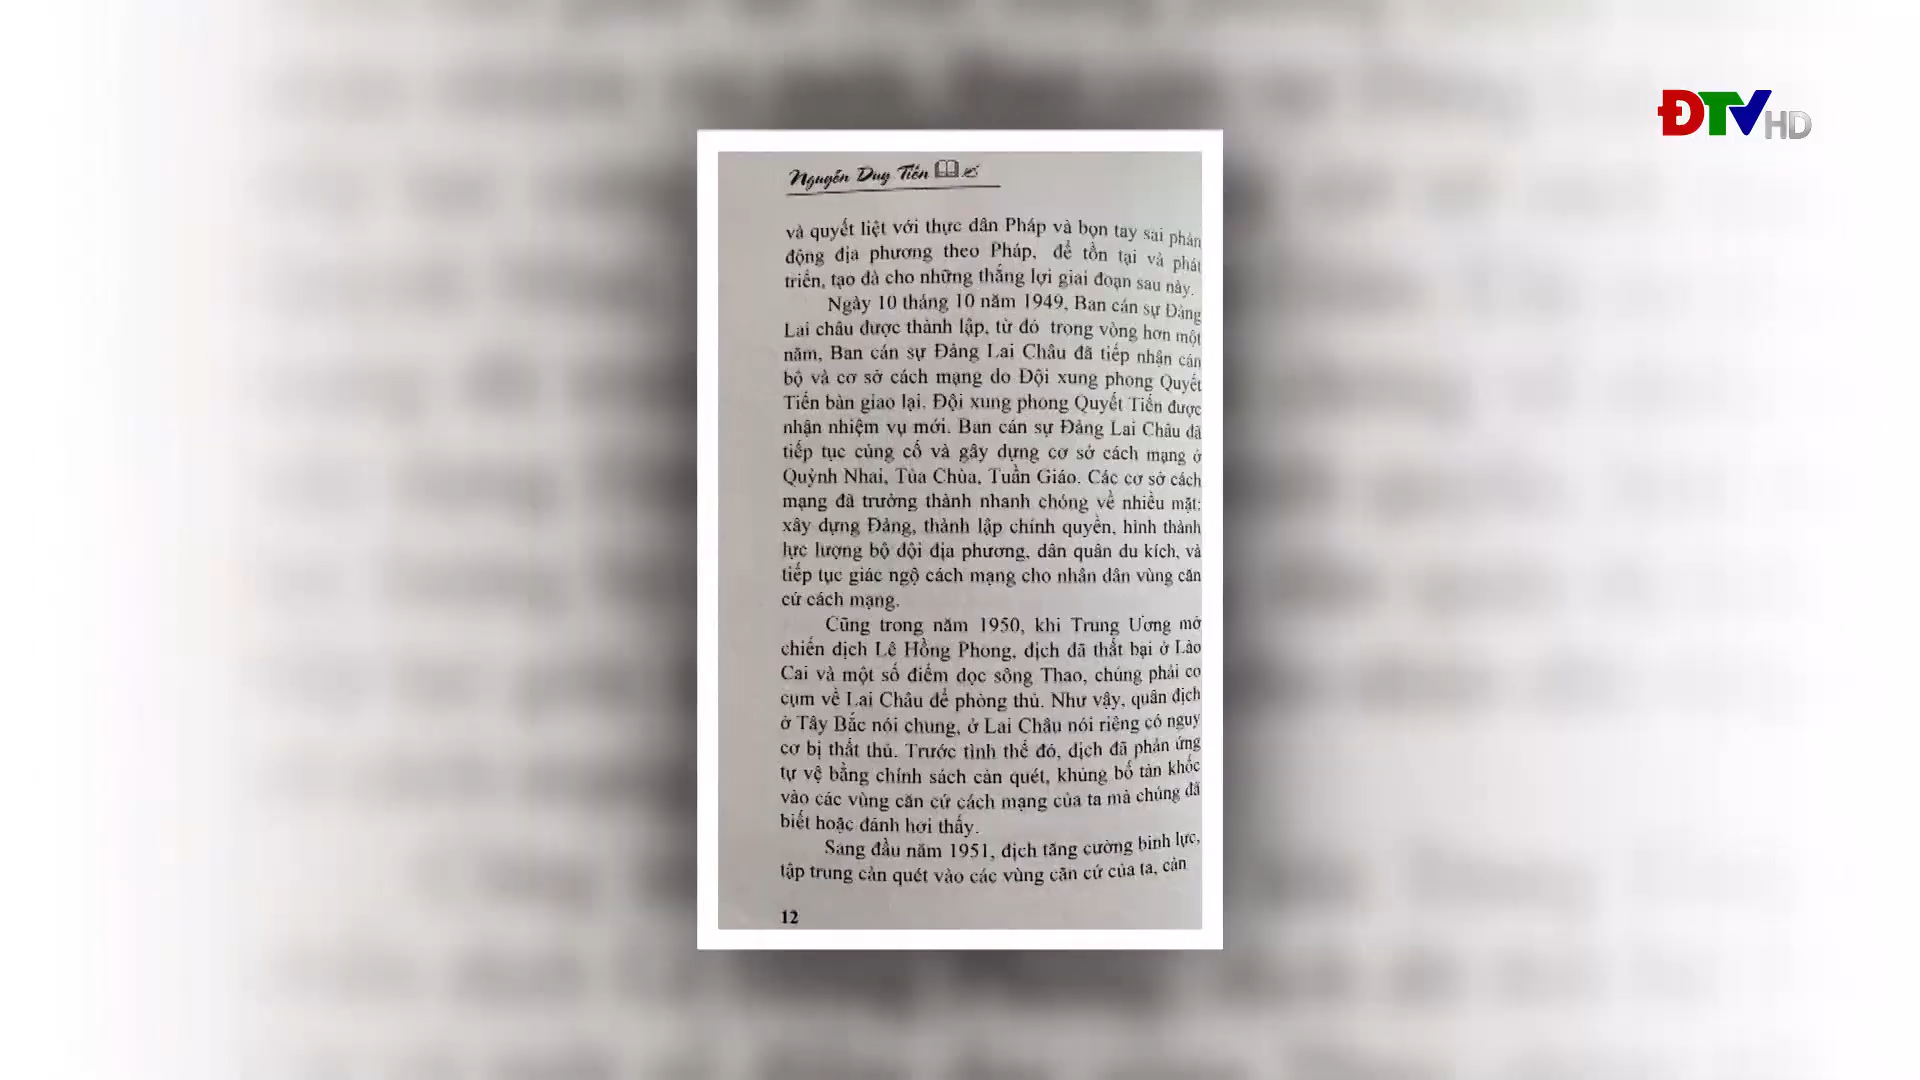 ĐTV HD
Nguyễn Duy Tiến
và quyết liệt với thực dân Pháp và bọn tay sai phản
động địa phương theo Pháp, để tồn tại và phát
triển, tạo đà cho những thắng lợi giai đoạn sau này.
Ngày 10 tháng 10 năm 1949, Ban cán sự Đảng
Lai châu được thành lập, từ đó trong vòng hơn một
năm, Ban cán sự Đảng Lai Châu đã tiếp nhận cán
bộ và cơ sở cách mạng do Đội xung phong Quyết
Tiến bàn giao lại. Đội xung phong Quyết Tiến được
nhận nhiệm vụ mới. Ban cán sự Đảng Lai Châu đã
tiếp tục củng cố và gây dựng cơ sở cách mạng ở
Quỳnh Nhai, Tủa Chùa, Tuần Giáo. Các cơ sở cách
mạng đã trưởng thành nhanh chóng về nhiều mặt:
xây dựng Đảng, thành lập chính quyền, hình thành
lực lượng bộ đội địa phương, dân quân du kích, và
tiếp tục giác ngộ cách mạng cho nhân dân vùng căn
cứ cách mạng.
Cũng trong năm 1950, khi Trung Ương mở
chiến dịch Lê Hồng Phong, địch đã thất bại ở Lào
Cai và một số điểm dọc sông Thao, chúng phải co
cụm về Lai Châu để phòng thủ. Như vậy, quân địch
ở Tây Bắc nói chung, ở Lai Châu nói riêng có nguy
cơ bị thất thủ. Trước tình thế đó, địch đã phản ứng
tự vệ bằng chính sách càn quét, khủng bố tàn khốc
vào các vùng căn cứ cách mạng của ta mà chúng đã
biết hoặc đánh hơi thấy.
Sang đầu năm 1951, địch tăng cường binh lực,
tập trung càn quét vào các vùng căn cứ của ta, càn
12